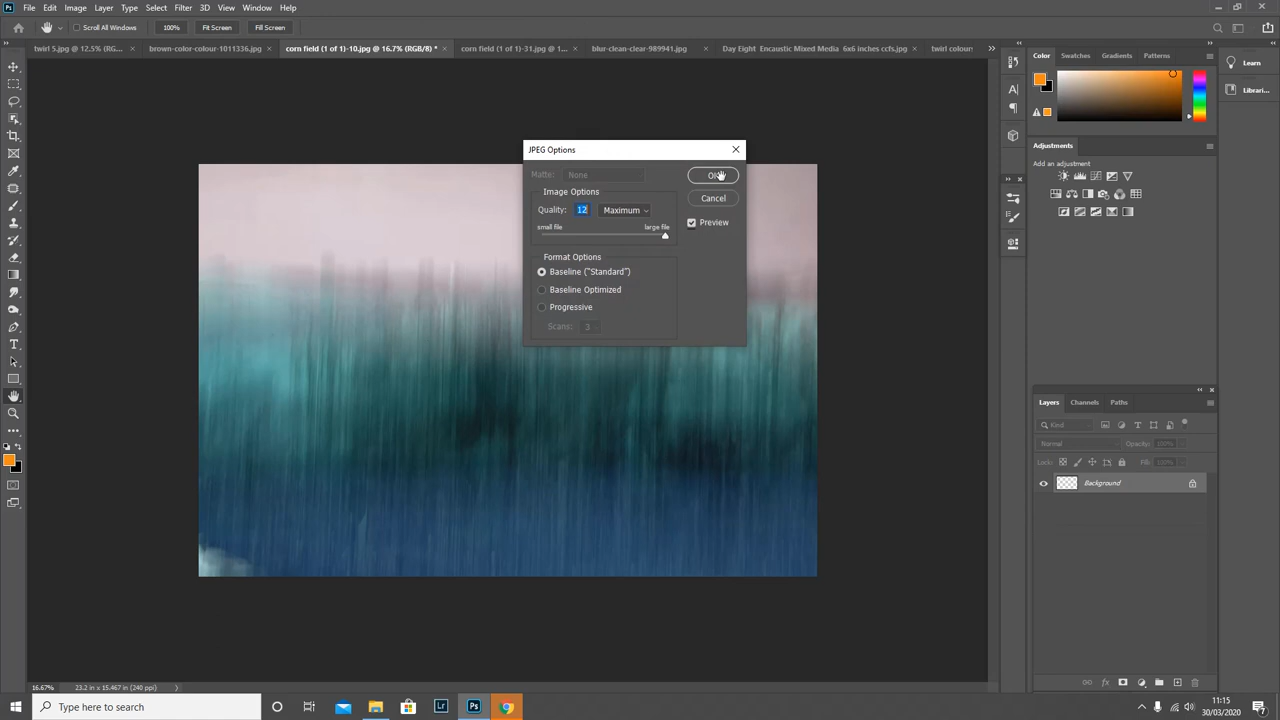 File Edit Image Layer Type Select Filter 3D View Window Help
Scroll All Windows 100% Fit Screen Fill Screen
twirl 5.jpg @ 12.5% (RG... brown-color-colour-1011336.jpg corn field (1 of 1)-10.jpg @ 16.7% (RGB/8) * corn field (1 of 1)-31.jpg @ 1... blur-clean-clear-989941.jpg Day Eight Encaustic Mixed Media 6x6 inches ccfs.jpg twirl colour
Color Swatches Gradients Patterns
Learn
Librari...
Adjustments
Add an adjustment
JPEG Options
Matte: None
OK
Image Options
Cancel
Quality: 12 Maximum
Preview
small file large file
Format Options
Baseline ("Standard")
Baseline Optimized
Progressive
Scans: 3
Layers Channels Paths
Kind
Normal Opacity: 100%
Lock: Fill: 100%
Background
16.67% 23.2 in x 15.467 in (240 ppi)
Type here to search
Lr Ps
11:15
30/03/2020